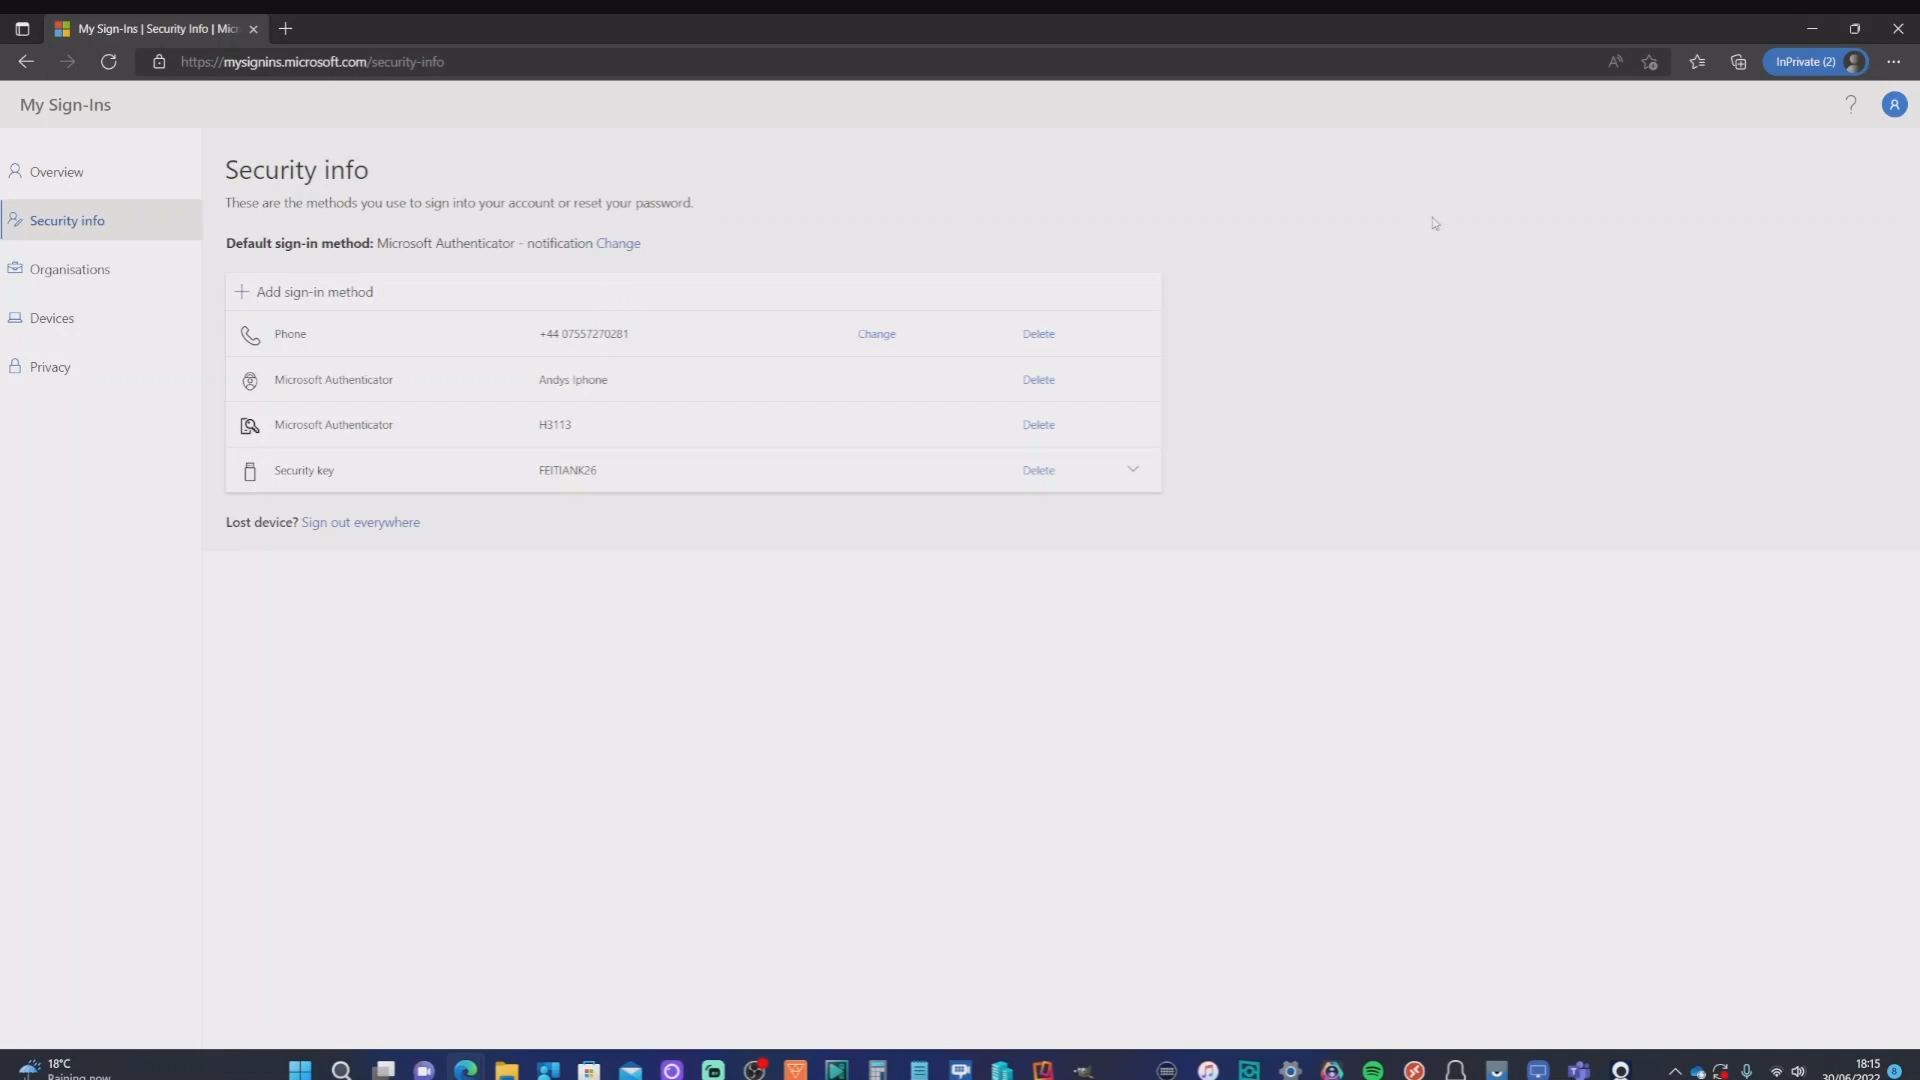 My Sign-Ins | Security Info | Mic
https://mysignins.microsoft.com/security-info
InPrivate (2)
My Sign-Ins
Overview
Security info
Organisations
Devices
Privacy
Security info
These are the methods you use to sign into your account or reset your password.
Default sign-in method: Microsoft Authenticator - notification Change
Add sign-in method
Phone +44 07557270281 Change Delete
Microsoft Authenticator Andys Iphone Delete
Microsoft Authenticator H3113 Delete
Security key FEITIANK26 Delete
Lost device? Sign out everywhere
18°C
Raining now
18:15
30/06/2022
8